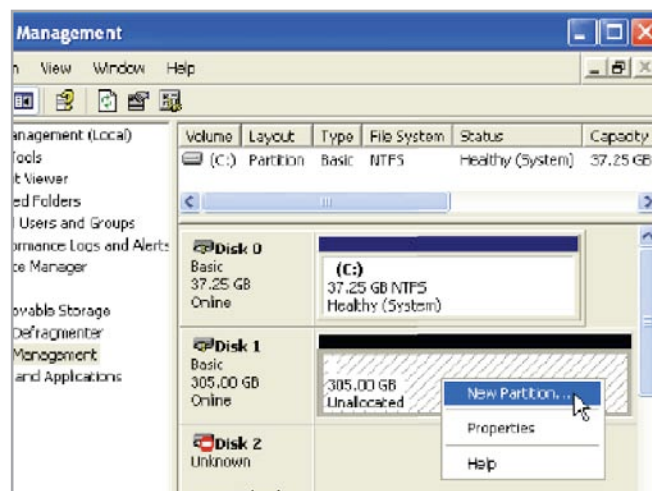 Management
n View Window Help
anagement (Local)
Tools
t Viewer
ed Folders
l Users and Groups
ormance Logs and Alerts
ce Manager
ovable Storage
Defragmenter
Management
and Applications
Volume Layout Type File System Status Capacity
(C:) Partition Basic NTFS Healthy (System) 37.25 GB
Disk 0
Basic
37.25 GB
Online
(C:)
37.25 GB NTFS
Healthy (System)
Disk 1
Basic
305.00 GB
Online
305.00 GB
Unallocated
New Partition...
Properties
Help
Disk 2
Unknown